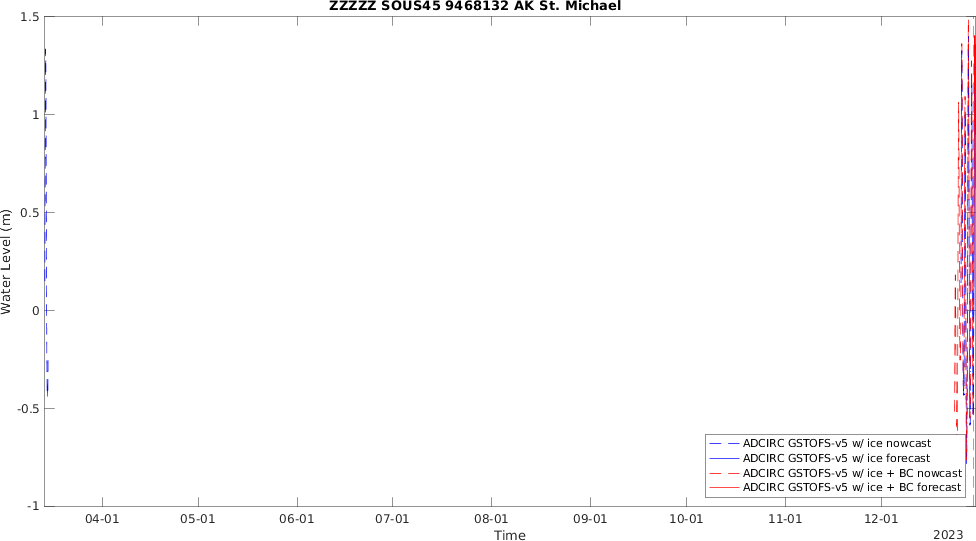 ZZZZZ SOUS45 9468132 AK St. Michael
Water Level (m)
1.5
1
0.5
0
-0.5
-1
04-01 05-01 06-01 07-01 08-01 09-01 10-01 11-01 12-01
Time
2023
ADCIRC GSTOFS-v5 w/ ice nowcast
ADCIRC GSTOFS-v5 w/ ice forecast
ADCIRC GSTOFS-v5 w/ ice + BC nowcast
ADCIRC GSTOFS-v5 w/ ice + BC forecast